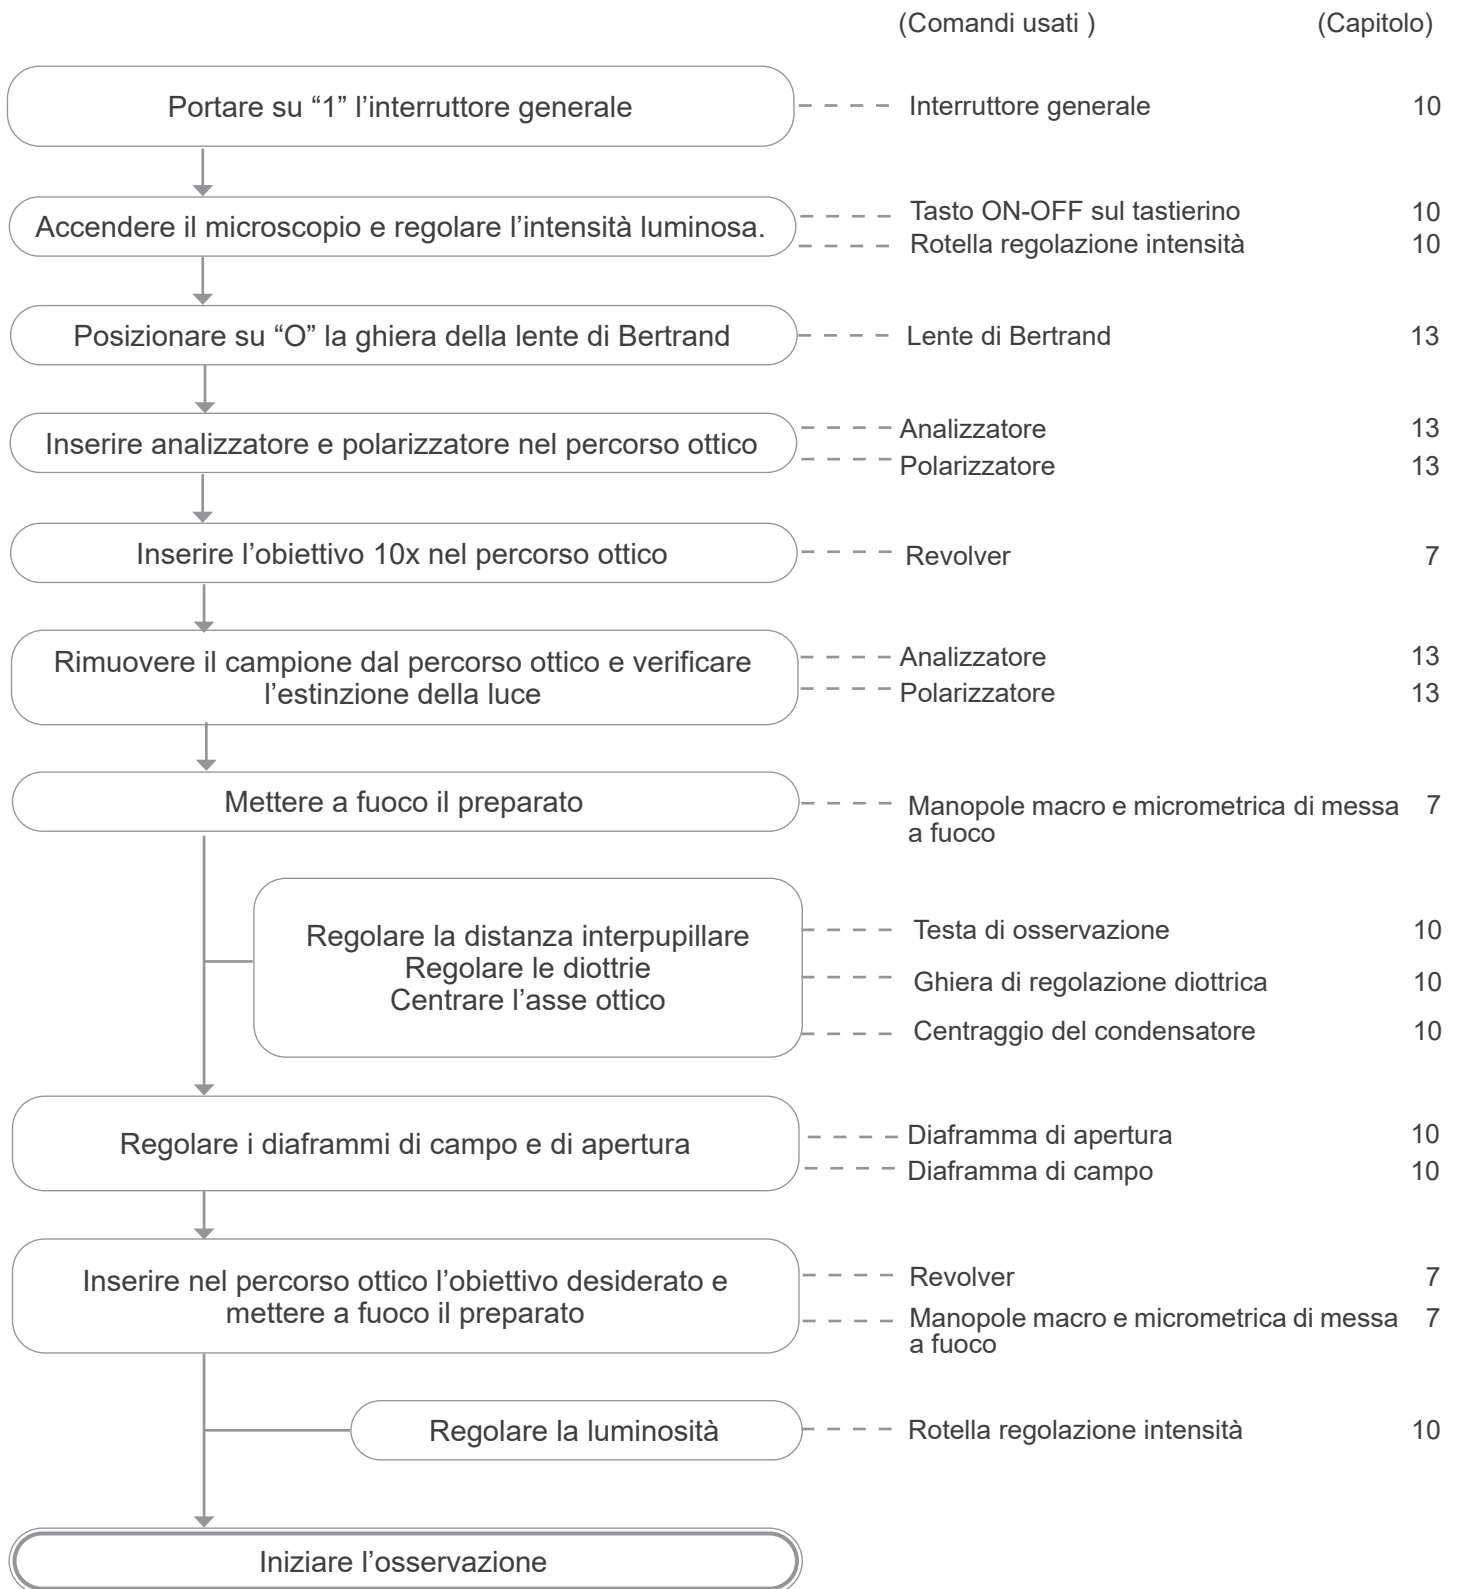 (Comandi usati ) (Capitolo)
Portare su “1” l’interruttore generale Interruttore generale 10
Accendere il microscopio e regolare l’intensità luminosa. Tasto ON-OFF sul tastierino 10
Rotella regolazione intensità 10
Posizionare su “O” la ghiera della lente di Bertrand Lente di Bertrand 13
Inserire analizzatore e polarizzatore nel percorso ottico Analizzatore 13
Polarizzatore 13
Inserire l’obiettivo 10x nel percorso ottico Revolver 7
Rimuovere il campione dal percorso ottico e verificare Analizzatore 13
l’estinzione della luce Polarizzatore 13
Mettere a fuoco il preparato Manopole macro e micrometrica di messa 7
a fuoco
Regolare la distanza interpupillare Testa di osservazione 10
Regolare le diottrie Ghiera di regolazione diottrica 10
Centrare l’asse ottico Centraggio del condensatore 10
Regolare i diaframmi di campo e di apertura Diaframma di apertura 10
Diaframma di campo 10
Inserire nel percorso ottico l’obiettivo desiderato e Revolver 7
mettere a fuoco il preparato Manopole macro e micrometrica di messa 7
a fuoco
Regolare la luminosità Rotella regolazione intensità 10
Iniziare l’osservazione